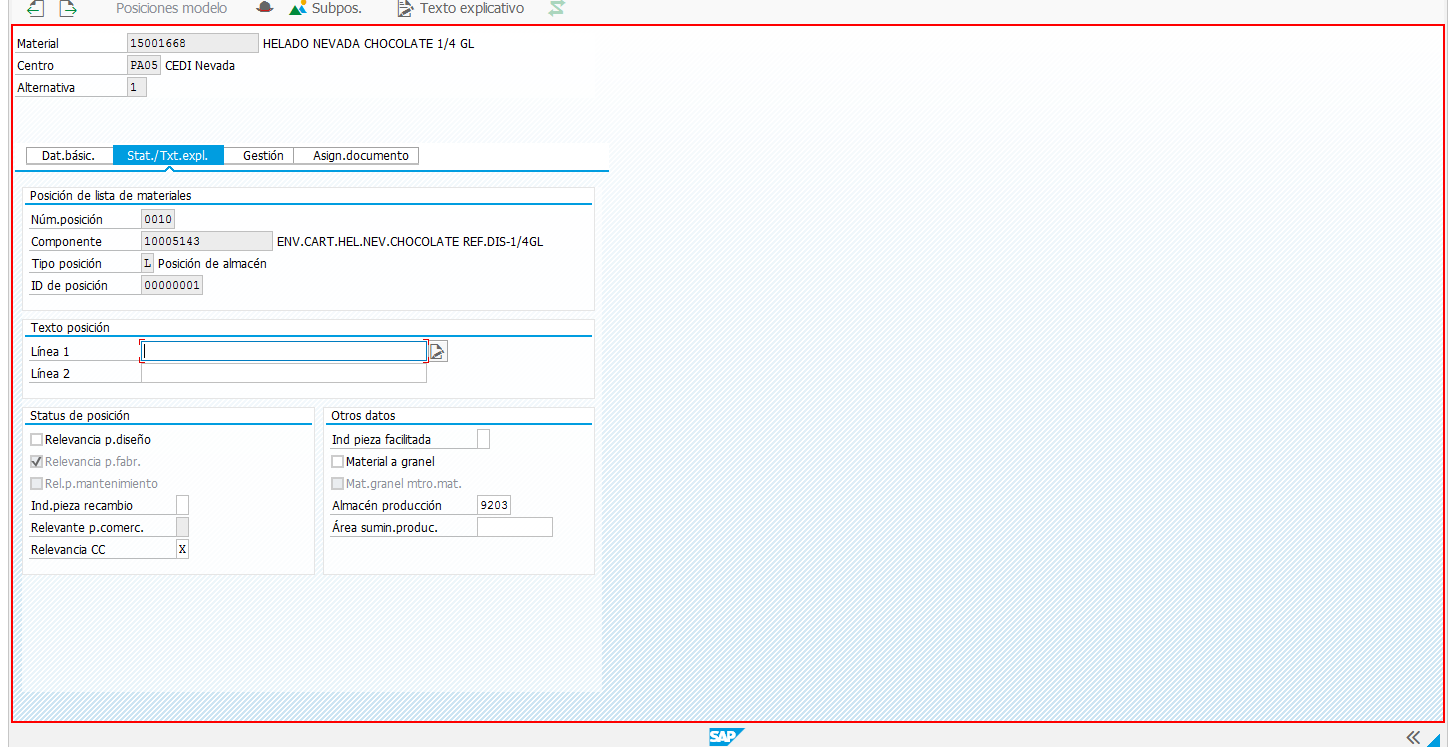 Posiciones modelo Subpos. Texto explicativo
Material 15001668 HELADO NEVADA CHOCOLATE 1/4 GL
Centro PA05 CEDI Nevada
Alternativa 1
Dat.básic. Stat./Txt.expl. Gestión Asign.documento
Posición de lista de materiales
Núm.posición 0010
Componente 10005143 ENV.CART.HEL.NEV.CHOCOLATE REF.DIS-1/4GL
Tipo posición L Posición de almacén
ID de posición 00000001
Texto posición
Línea 1
Línea 2
Status de posición
Relevancia p.diseño
Relevancia p.fabr.
Rel.p.mantenimiento
Ind.pieza recambio
Relevante p.comerc.
Relevancia CC X
Otros datos
Ind pieza facilitada
Material a granel
Mat.granel mtro.mat.
Almacén producción 9203
Área sumin.produc.
SAP